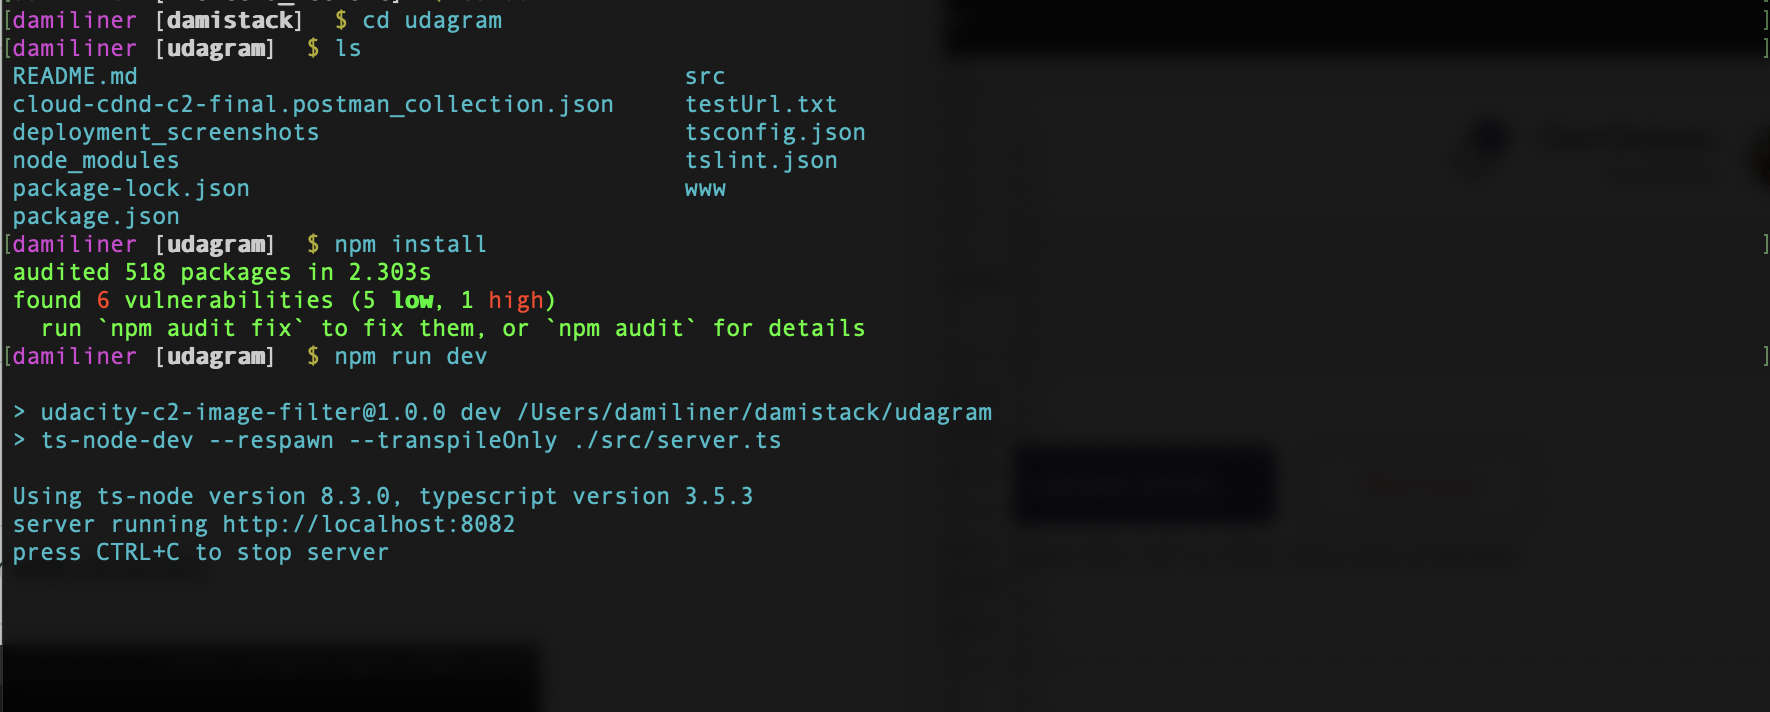 [damiliner [damistack]  $ cd udagram ]
[damiliner [udagram]  $ ls ]
README.md src
cloud-cdnd-c2-final.postman_collection.json testUrl.txt
deployment_screenshots tsconfig.json
node_modules tslint.json
package-lock.json www
package.json
[damiliner [udagram]  $ npm install ]
audited 518 packages in 2.303s
found 6 vulnerabilities (5 low, 1 high)
  run `npm audit fix` to fix them, or `npm audit` for details
[damiliner [udagram]  $ npm run dev ]
> udacity-c2-image-filter@1.0.0 dev /Users/damiliner/damistack/udagram
> ts-node-dev --respawn --transpileOnly ./src/server.ts
Using ts-node version 8.3.0, typescript version 3.5.3
server running http://localhost:8082
press CTRL+C to stop server